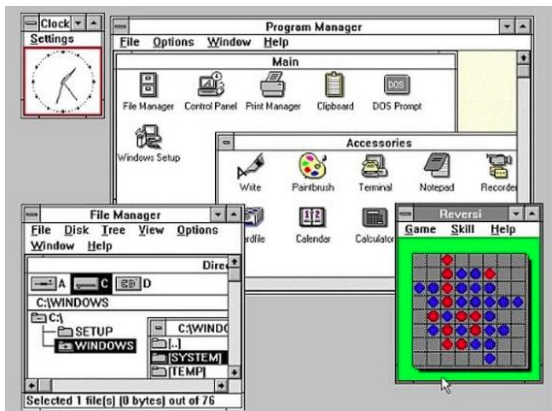 Clock
Settings
Program Manager
File Options Window Help
Main
File Manager Control Panel Print Manager Clipboard DOS Prompt
DOS
Windows Setup
Accessories
Write Paintbrush Terminal Notepad Recorder
rdfile Calendar Calculator
File Manager
File Disk Tree View Options
Window Help
Direc
A C D
C:\WINDOWS
C:\
SETUP
WINDOWS
C:\WINDO
[..]
[SYSTEM]
[TEMP]
Selected 1 file(s) (0 bytes) out of 76
Reversi
Game Skill Help